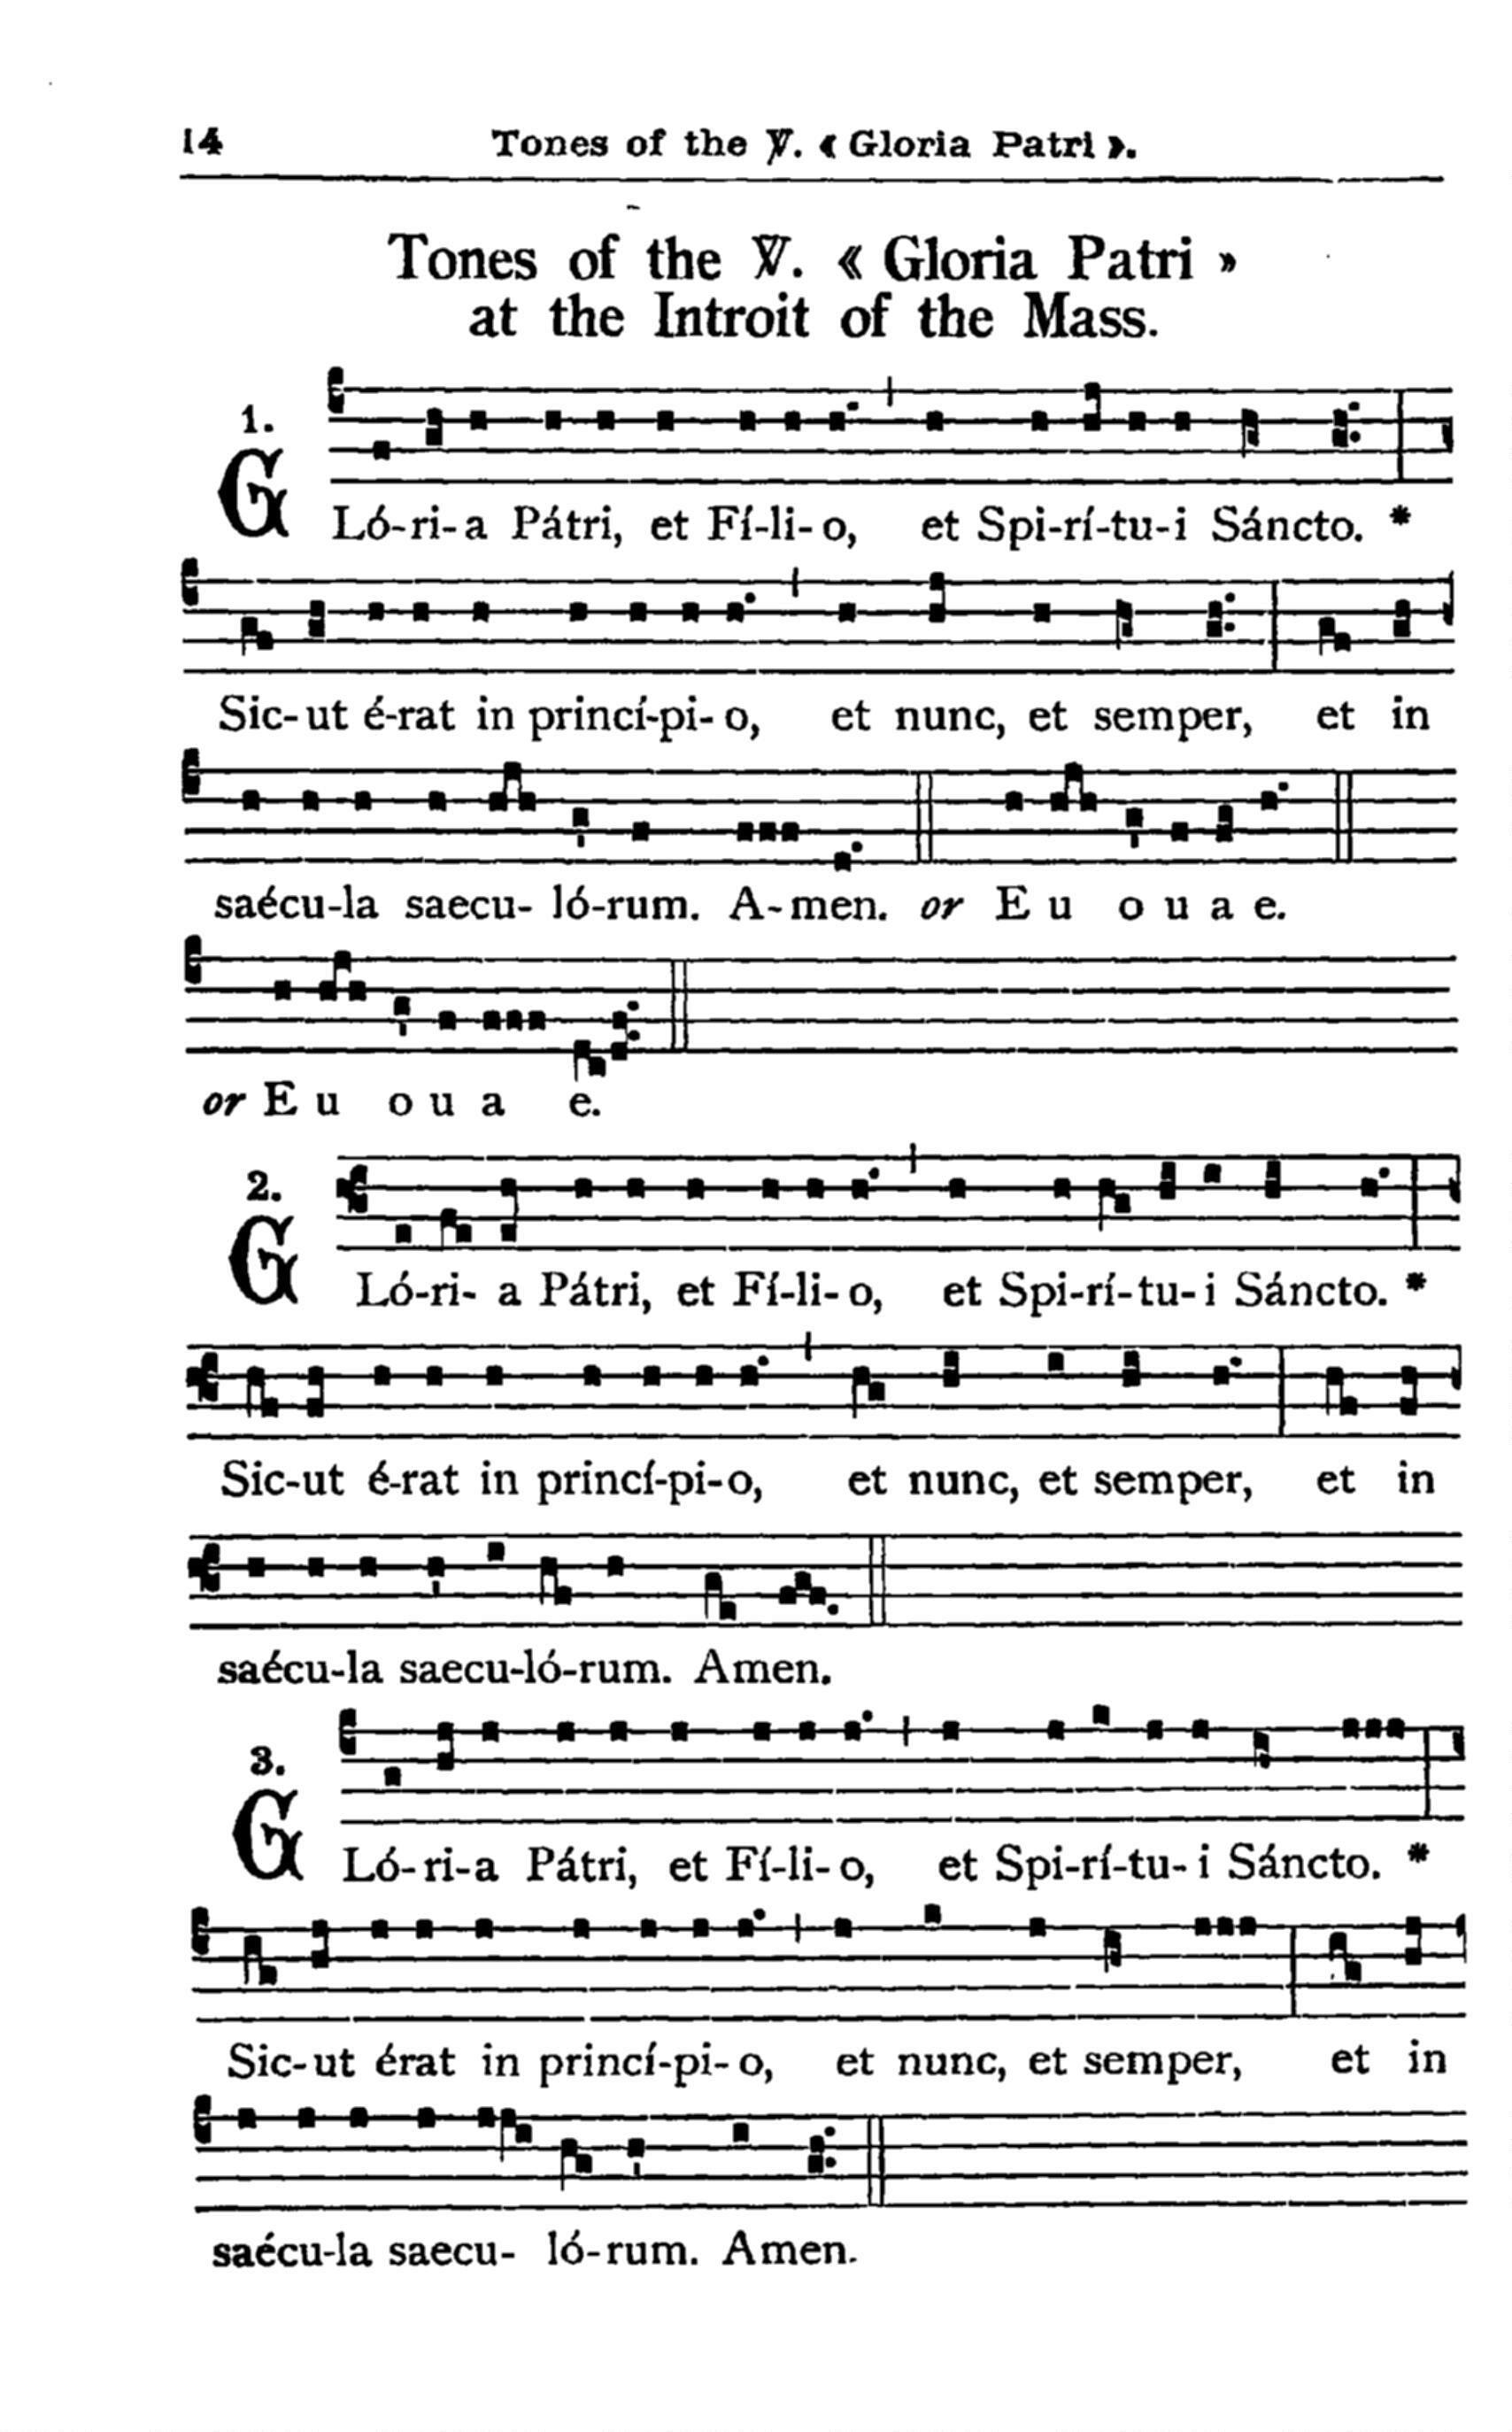 14 Tones of the ℣. « Gloria Patri ».
Tones of the ℣. « Gloria Patri »
at the Introit of the Mass.
1.
GLó-ri-a Pátri, et Fí-li-o, et Spi-rí-tu-i Sáncto. *
Sic-ut é-rat in princí-pi-o, et nunc, et semper, et in
saécu-la saecu-ló-rum. A-men. or E u o u a e.
or E u o u a e.
2.
GLó-ri-a Pátri, et Fí-li-o, et Spi-rí-tu-i Sáncto. *
Sic-ut é-rat in princí-pi-o, et nunc, et semper, et in
saécu-la saecu-ló-rum. Amen.
3.
GLó-ri-a Pátri, et Fí-li-o, et Spi-rí-tu-i Sáncto. *
Sic-ut érat in princí-pi-o, et nunc, et semper, et in
saécu-la saecu-ló-rum. Amen.